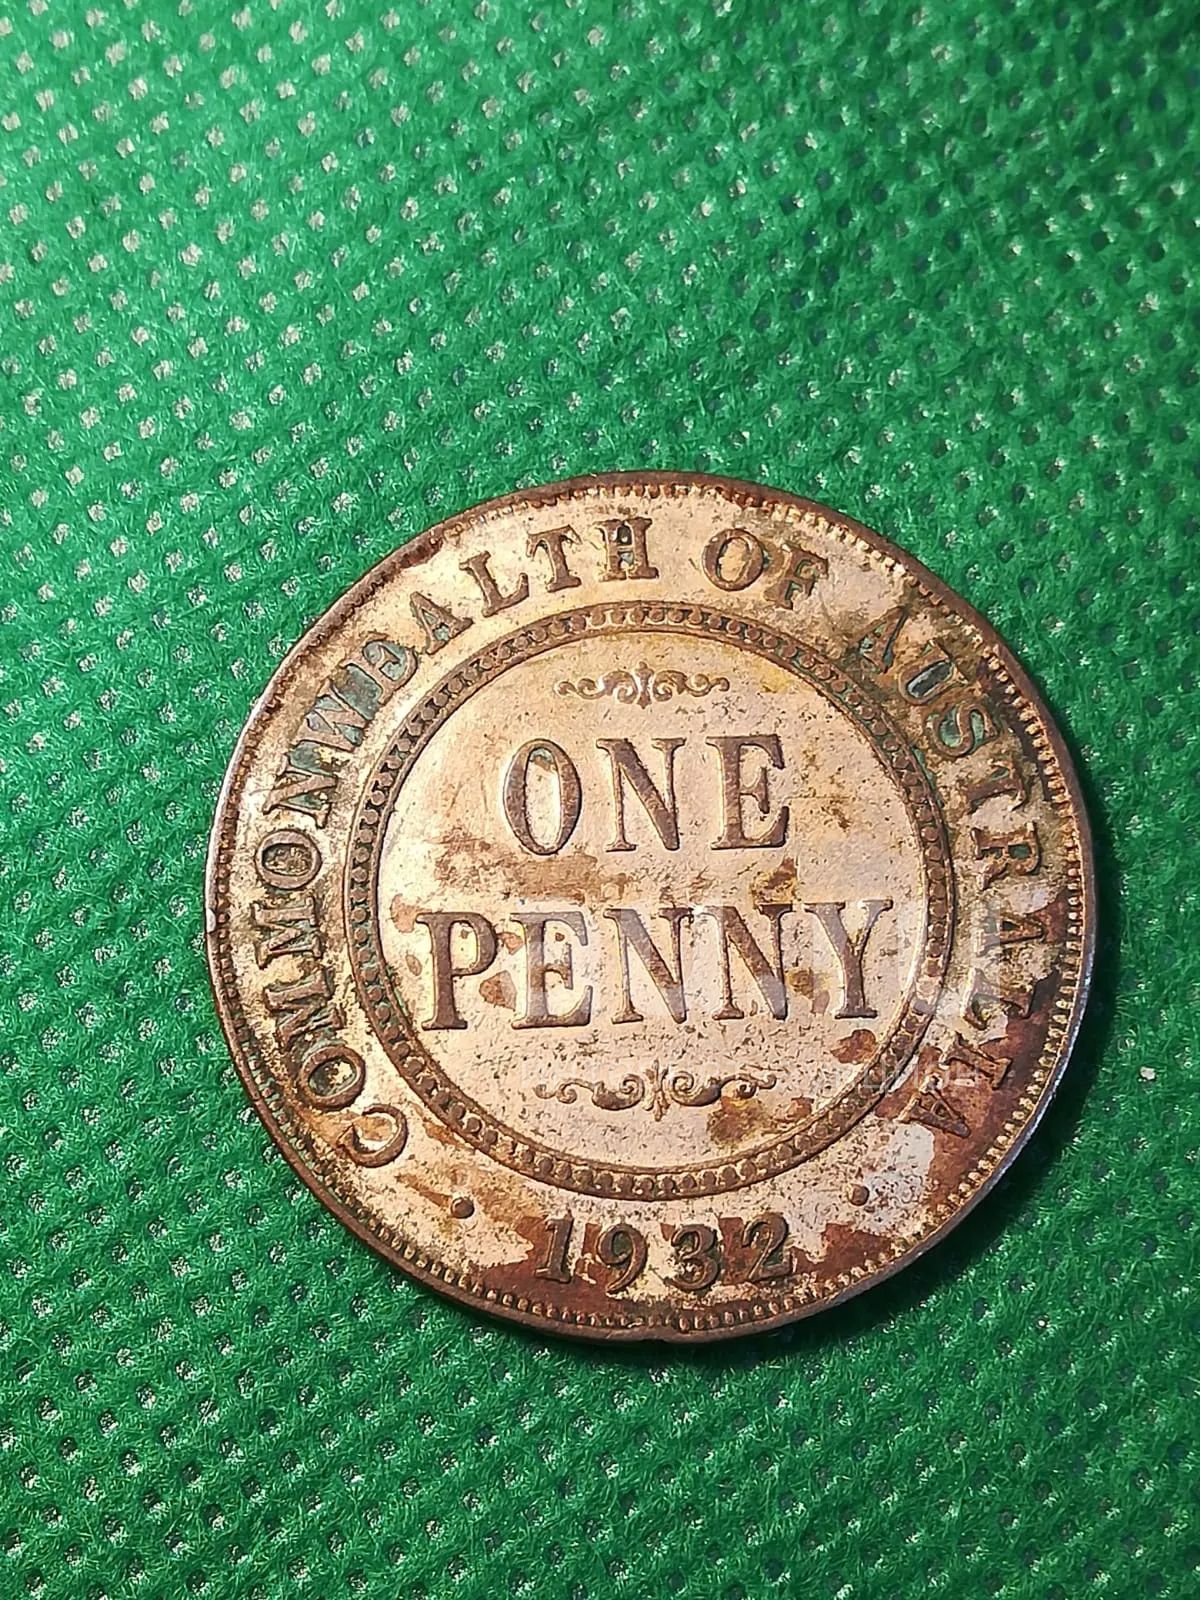 COMMONWEALTH OF AUSTRALIA
ONE
PENNY
1932